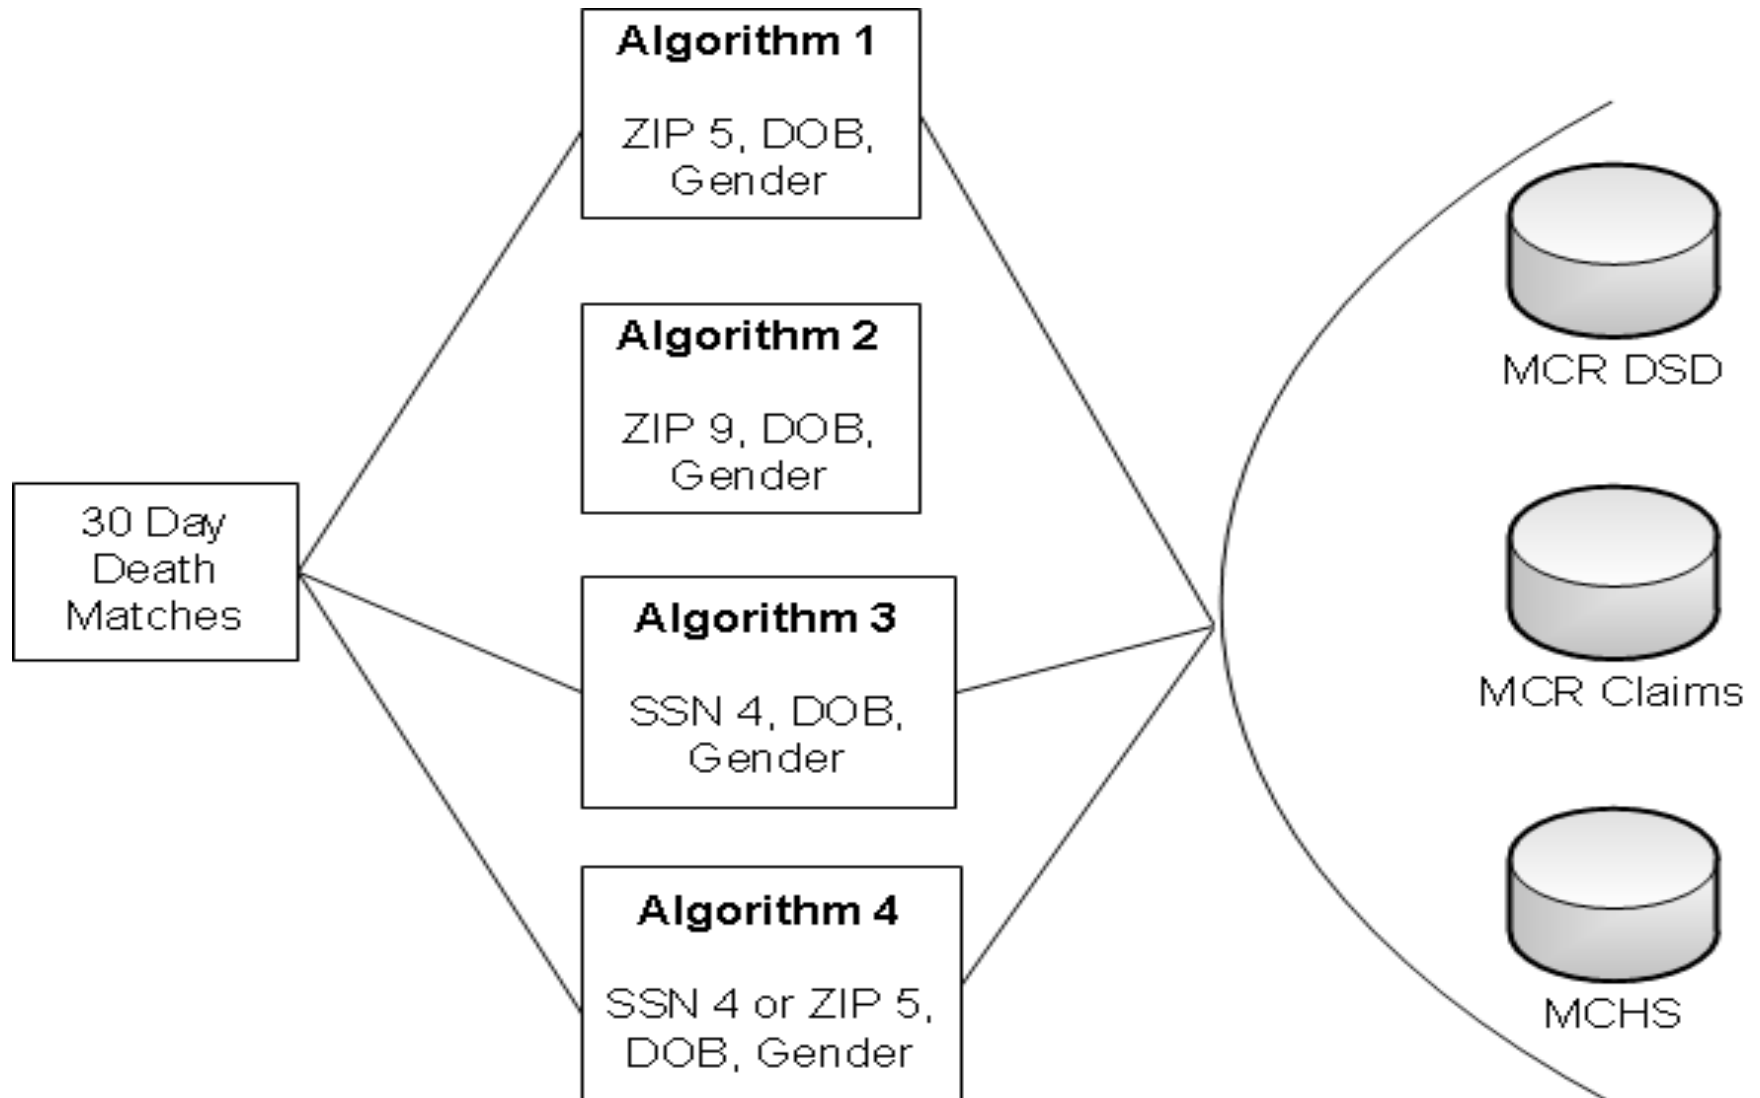 Algorithm 1
ZIP 5, DOB,
Gender
Algorithm 2
ZIP 9, DOB,
Gender
30 Day
Death
Matches
Algorithm 3
SSN 4, DOB,
Gender
Algorithm 4
SSN 4 or ZIP 5,
DOB, Gender
MCR DSD
MCR Claims
MCHS